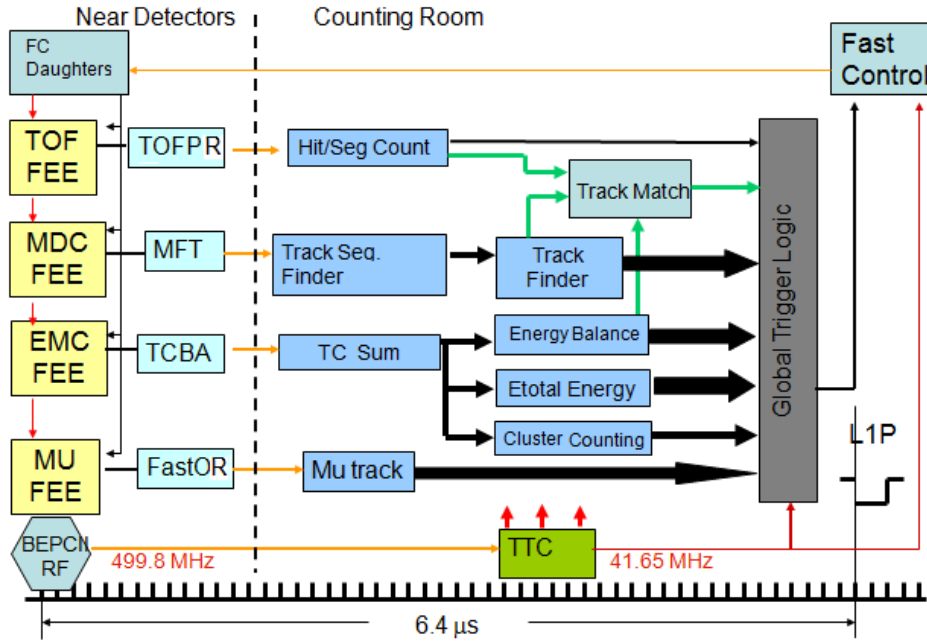 Near Detectors
Counting Room
FC
Daughters
Fast
Control
TOF
FEE
TOFPR
Hit/Seg Count
Track Match
MDC
FEE
MFT
Track Seg.
Finder
Track
Finder
Global Trigger Logic
EMC
FEE
TCBA
TC Sum
Energy Balance
Etotal Energy
Cluster Counting
L1P
MU
FEE
FastOR
Mu track
BEPCII
RF
499.8 MHz
TTC
41.65 MHz
6.4 µs